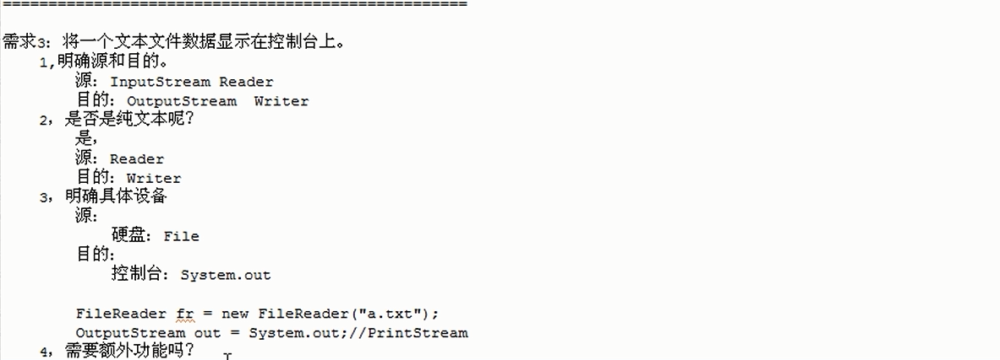 ==================================================
需求3: 将一个文本文件数据显示在控制台上。
1,明确源和目的。
源: InputStream Reader
目的: OutputStream  Writer
2, 是否是纯文本呢?
是,
源: Reader
目的: Writer
3, 明确具体设备
源:
硬盘: File
目的:
控制台: System.out
FileReader fr = new FileReader("a.txt");
OutputStream out = System.out;//PrintStream
4, 需要额外功能吗?